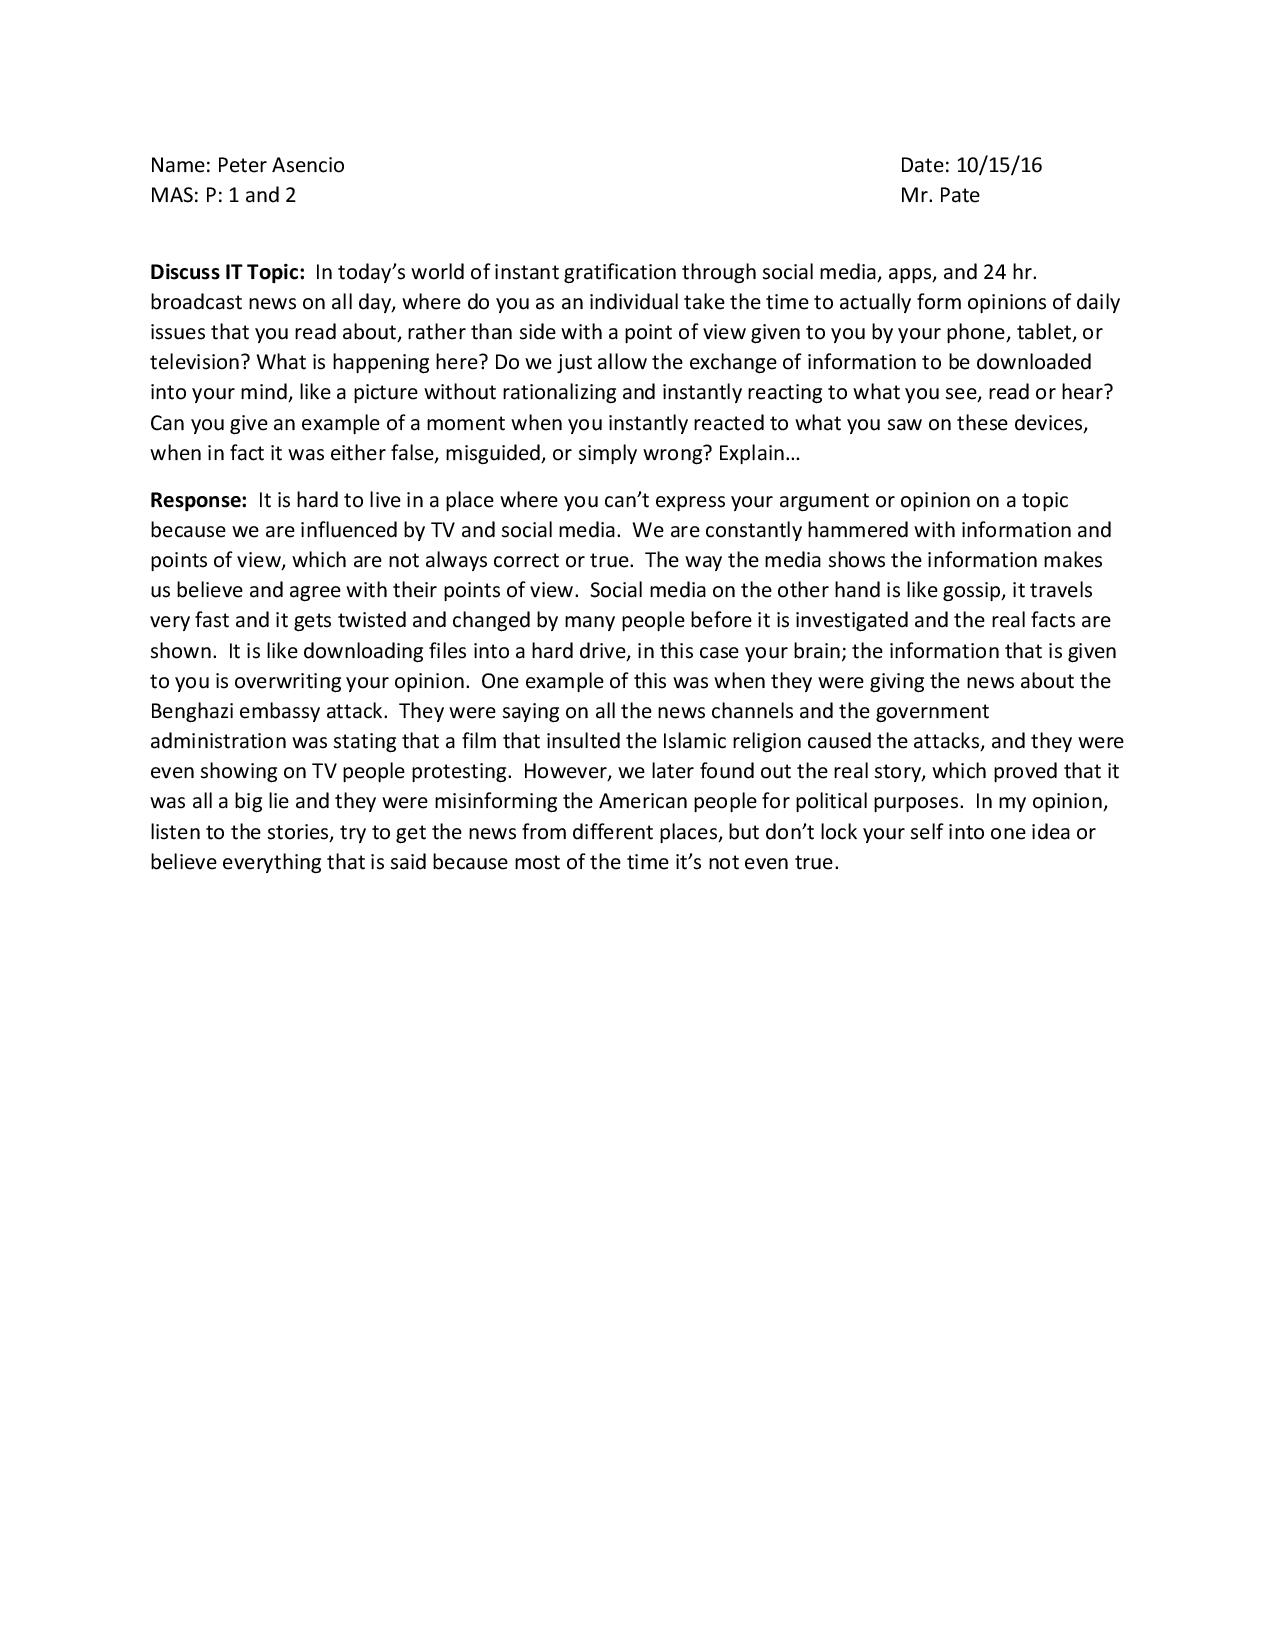 Name: Peter Asencio Date: 10/15/16
MAS: P: 1 and 2 Mr. Pate
Discuss IT Topic:  In today’s world of instant gratification through social media, apps, and 24 hr.
broadcast news on all day, where do you as an individual take the time to actually form opinions of daily
issues that you read about, rather than side with a point of view given to you by your phone, tablet, or
television? What is happening here? Do we just allow the exchange of information to be downloaded
into your mind, like a picture without rationalizing and instantly reacting to what you see, read or hear?
Can you give an example of a moment when you instantly reacted to what you saw on these devices,
when in fact it was either false, misguided, or simply wrong? Explain…
Response:  It is hard to live in a place where you can’t express your argument or opinion on a topic
because we are influenced by TV and social media.  We are constantly hammered with information and
points of view, which are not always correct or true.  The way the media shows the information makes
us believe and agree with their points of view.  Social media on the other hand is like gossip, it travels
very fast and it gets twisted and changed by many people before it is investigated and the real facts are
shown.  It is like downloading files into a hard drive, in this case your brain; the information that is given
to you is overwriting your opinion.  One example of this was when they were giving the news about the
Benghazi embassy attack.  They were saying on all the news channels and the government
administration was stating that a film that insulted the Islamic religion caused the attacks, and they were
even showing on TV people protesting.  However, we later found out the real story, which proved that it
was all a big lie and they were misinforming the American people for political purposes.  In my opinion,
listen to the stories, try to get the news from different places, but don’t lock your self into one idea or
believe everything that is said because most of the time it’s not even true.